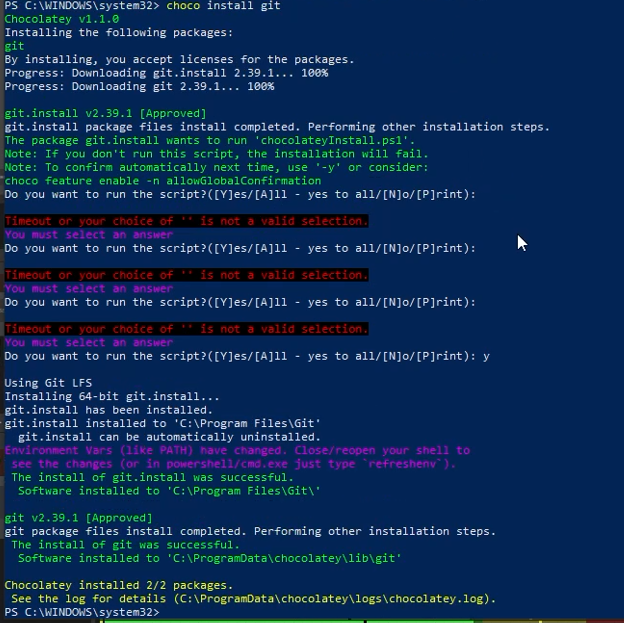 PS C:\WINDOWS\system32> choco install git
Chocolatey v1.1.0
Installing the following packages:
git
By installing, you accept licenses for the packages.
Progress: Downloading git.install 2.39.1... 100%
Progress: Downloading git 2.39.1... 100%
git.install v2.39.1 [Approved]
git.install package files install completed. Performing other installation steps.
The package git.install wants to run 'chocolateyInstall.ps1'.
Note: If you don't run this script, the installation will fail.
Note: To confirm automatically next time, use '-y' or consider:
choco feature enable -n allowGlobalConfirmation
Do you want to run the script?([Y]es/[A]ll - yes to all/[N]o/[P]rint):
Timeout or your choice of '' is not a valid selection.
You must select an answer
Do you want to run the script?([Y]es/[A]ll - yes to all/[N]o/[P]rint):
Timeout or your choice of '' is not a valid selection.
You must select an answer
Do you want to run the script?([Y]es/[A]ll - yes to all/[N]o/[P]rint):
Timeout or your choice of '' is not a valid selection.
You must select an answer
Do you want to run the script?([Y]es/[A]ll - yes to all/[N]o/[P]rint): y
Using Git LFS
Installing 64-bit git.install...
git.install has been installed.
git.install installed to 'C:\Program Files\Git'
git.install can be automatically uninstalled.
Environment Vars (like PATH) have changed. Close/reopen your shell to
see the changes (or in powershell/cmd.exe just type `refreshenv`).
The install of git.install was successful.
Software installed to 'C:\Program Files\Git\'
git v2.39.1 [Approved]
git package files install completed. Performing other installation steps.
The install of git was successful.
Software installed to 'C:\ProgramData\chocolatey\lib\git'
Chocolatey installed 2/2 packages.
See the log for details (C:\ProgramData\chocolatey\logs\chocolatey.log).
PS C:\WINDOWS\system32>